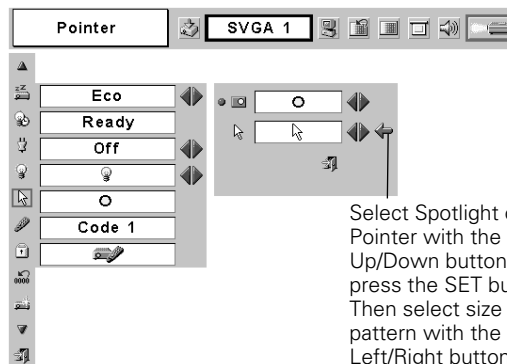 Pointer
SVGA 1
Eco
Ready
Off
Code 1
Select Spotlight
Pointer with the
Up/Down button
press the SET
Then select size
pattern with the
Left/Right button